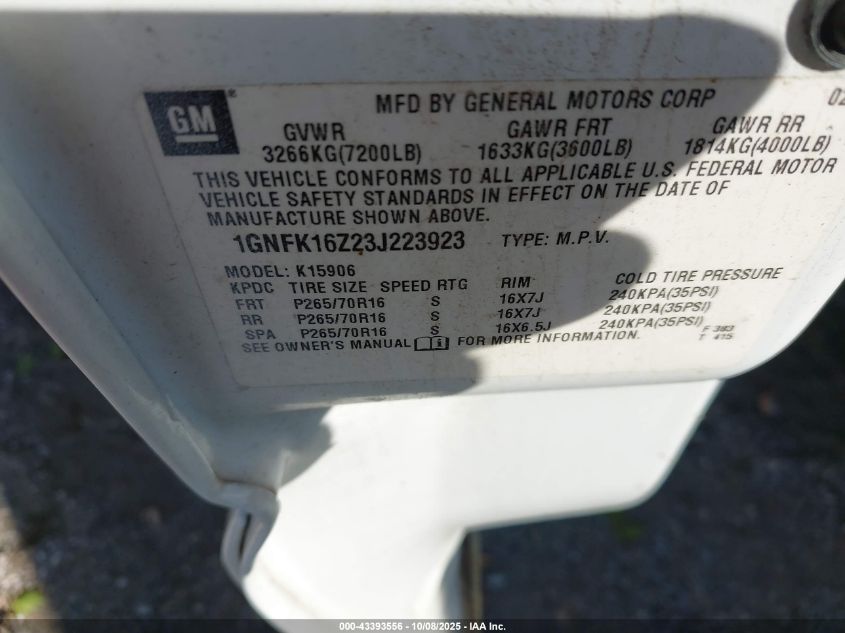 GM® MFD BY GENERAL MOTORS CORP 02
GVWR GAWR FRT GAWR RR
3266KG(7200LB) 1633KG(3600LB) 1814KG(4000LB)
THIS VEHICLE CONFORMS TO ALL APPLICABLE U.S. FEDERAL MOTOR
VEHICLE SAFETY STANDARDS IN EFFECT ON THE DATE OF
MANUFACTURE SHOWN ABOVE.
1GNFK16Z23J223923 TYPE: M.P.V.
MODEL: K15906
KPDC TIRE SIZE SPEED RTG RIM COLD TIRE PRESSURE
FRT P265/70R16 S 16X7J 240KPA(35PSI)
RR P265/70R16 S 16X7J 240KPA(35PSI)
SPA P265/70R16 S 16X6.5J 240KPA(35PSI)
SEE OWNER'S MANUAL i FOR MORE INFORMATION.
F 383
T 415
000-43393556 - 10/08/2025 - IAA Inc.